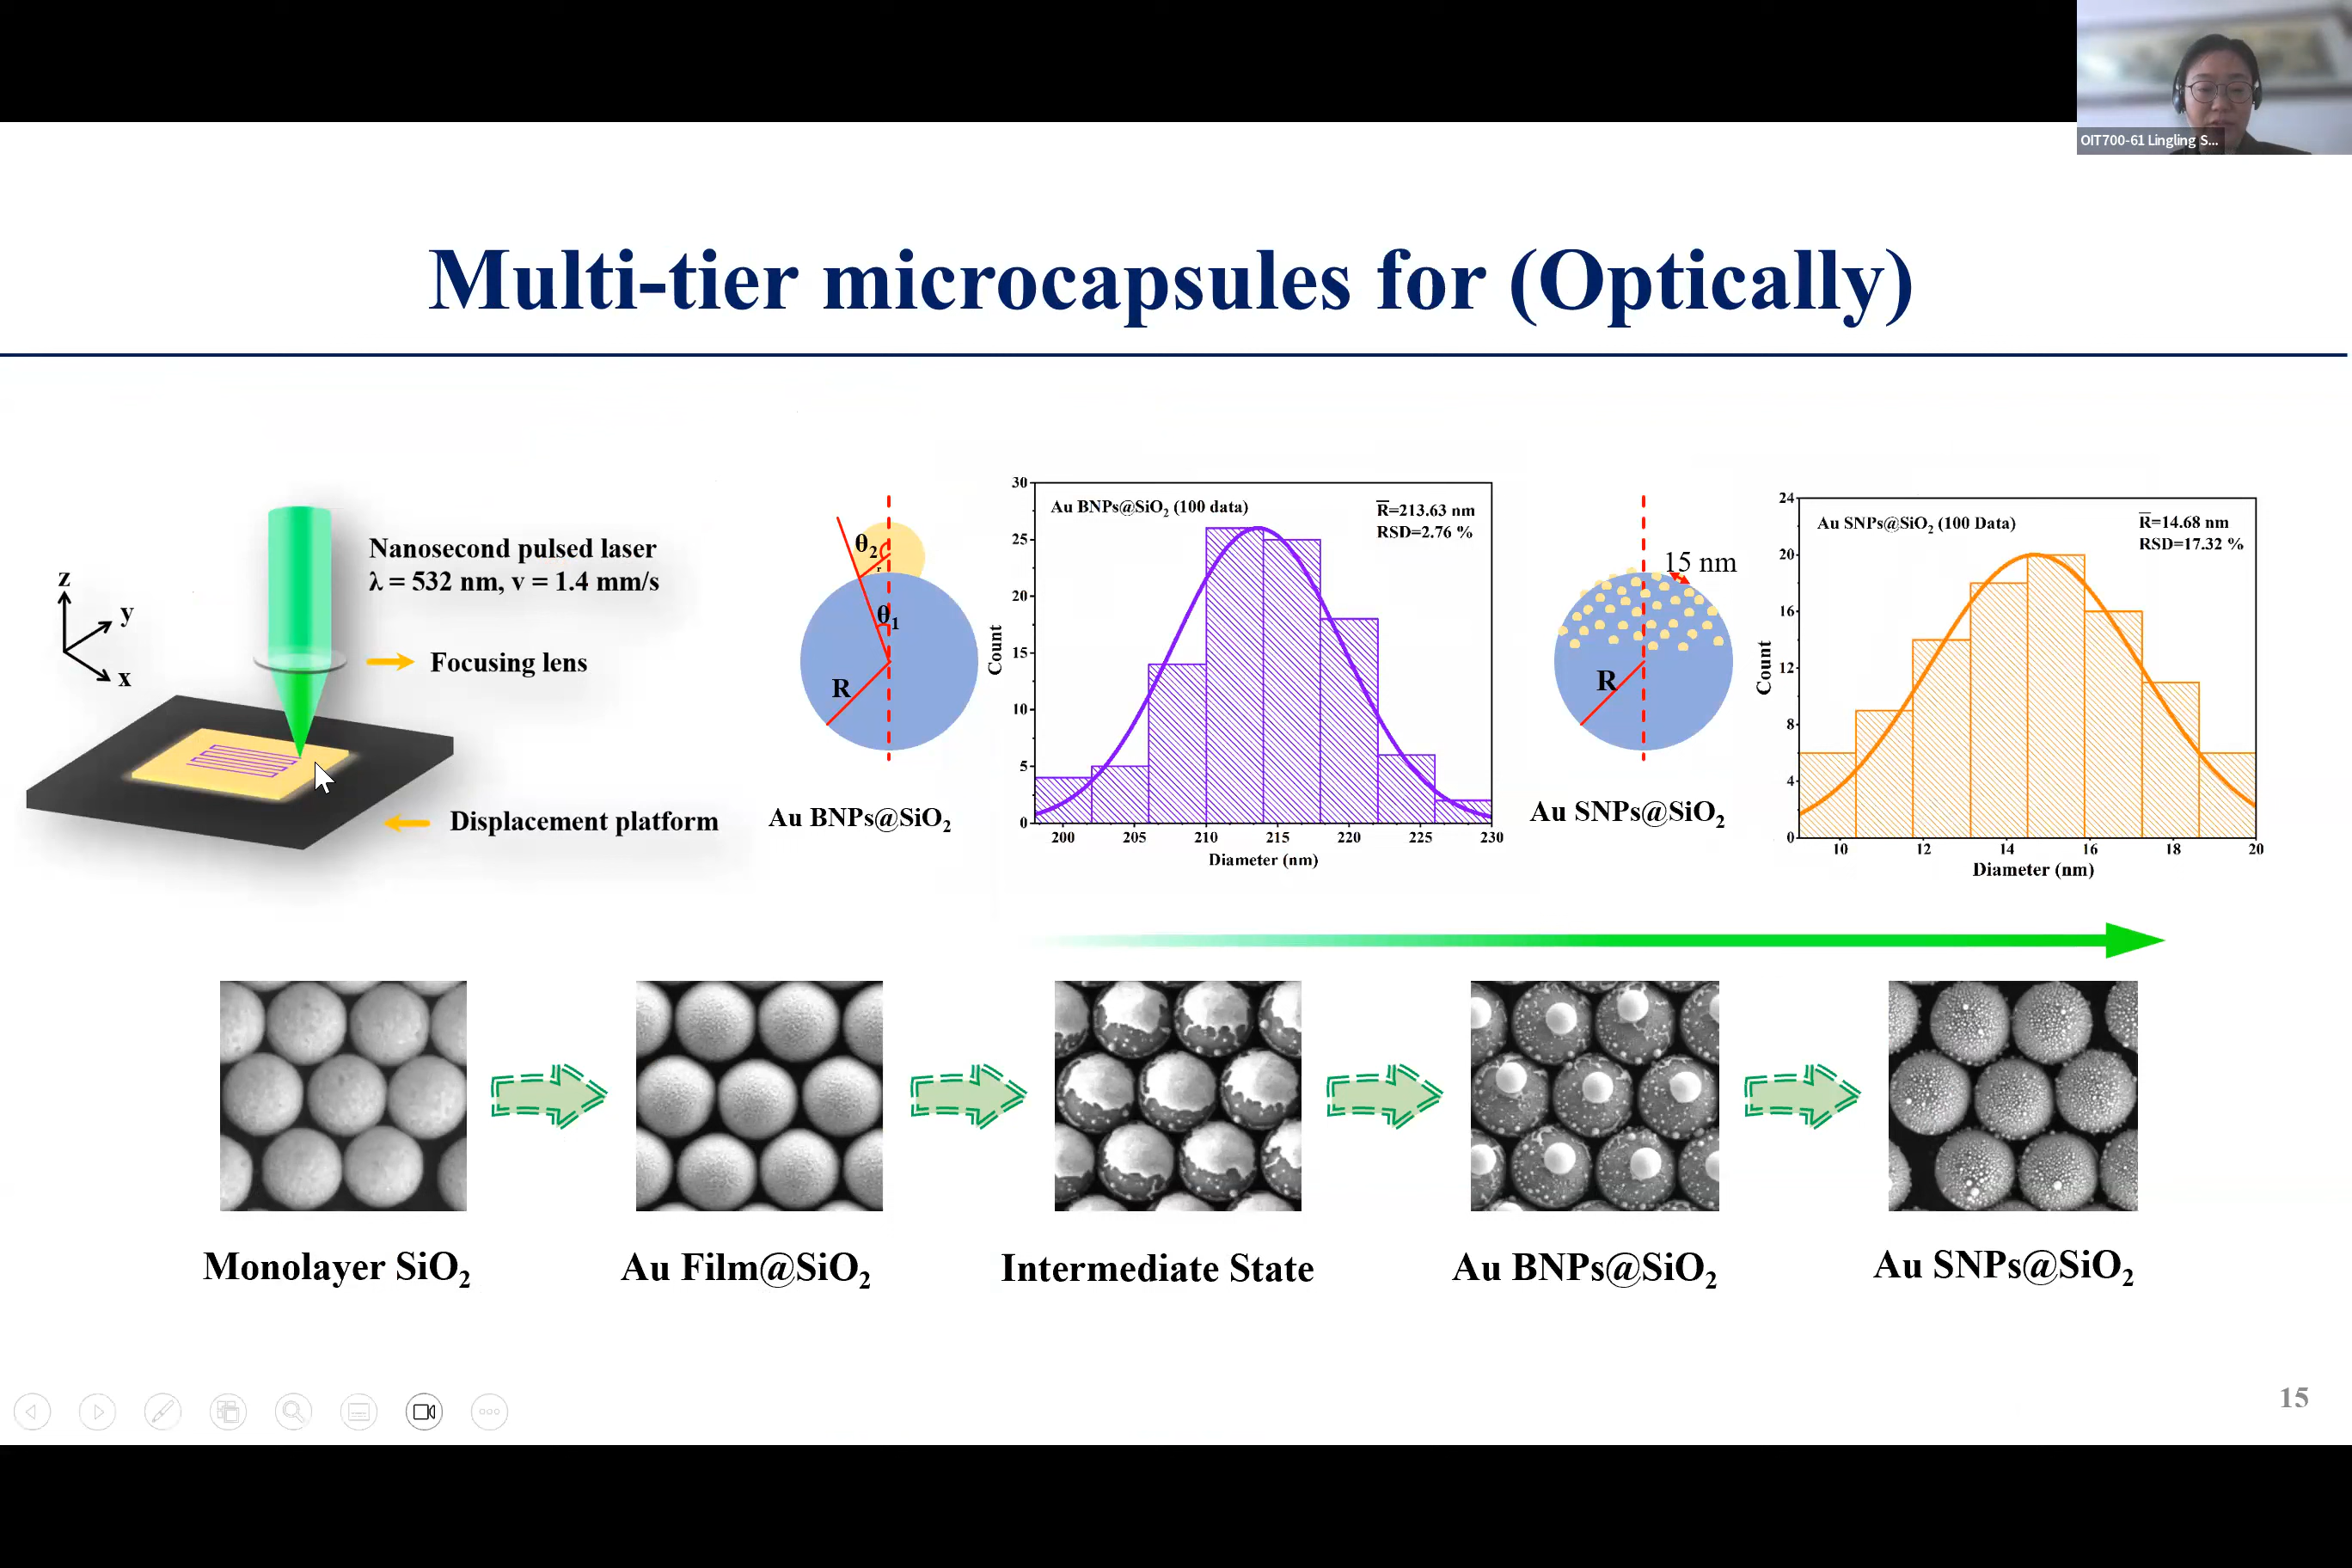 OIT700-61 Lingling S...
Multi-tier microcapsules for (Optically)
Nanosecond pulsed laser
λ = 532 nm, v = 1.4 mm/s
z
y
x
Focusing lens
Displacement platform
θ₂
r
θ₁
R
Au BNPs@SiO₂
Au BNPs@SiO₂ (100 data)
R̅=213.63 nm
RSD=2.76 %
Count
30
25
20
15
10
5
0
200 205 210 215 220 225 230
Diameter (nm)
15 nm
R
Au SNPs@SiO₂
Au SNPs@SiO₂ (100 Data)
R̅=14.68 nm
RSD=17.32 %
Count
24
20
16
12
8
4
0
10 12 14 16 18 20
Diameter (nm)
Monolayer SiO₂
Au Film@SiO₂
Intermediate State
Au BNPs@SiO₂
Au SNPs@SiO₂
15